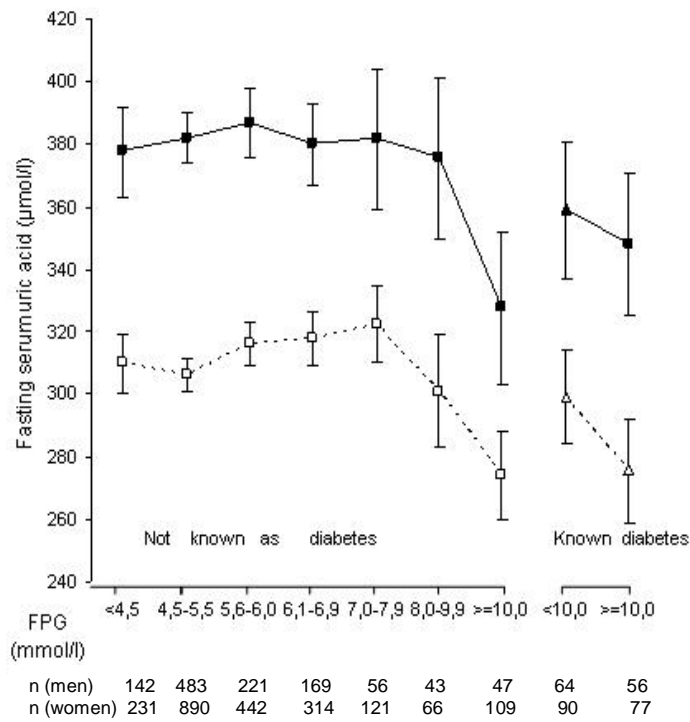 420
400
380
360
340
320
300
280
260
240
Fasting serumuric acid (µmol/l)
Not known as diabetes
Known diabetes
FPG
(mmol/l)
<4,5 4,5-5,5 5,6-6,0 6,1-6,9 7,0-7,9 8,0-9,9 >=10,0 <10,0 >=10,0
n (men) 142 483 221 169 56 43 47 64 56
n (women) 231 890 442 314 121 66 109 90 77